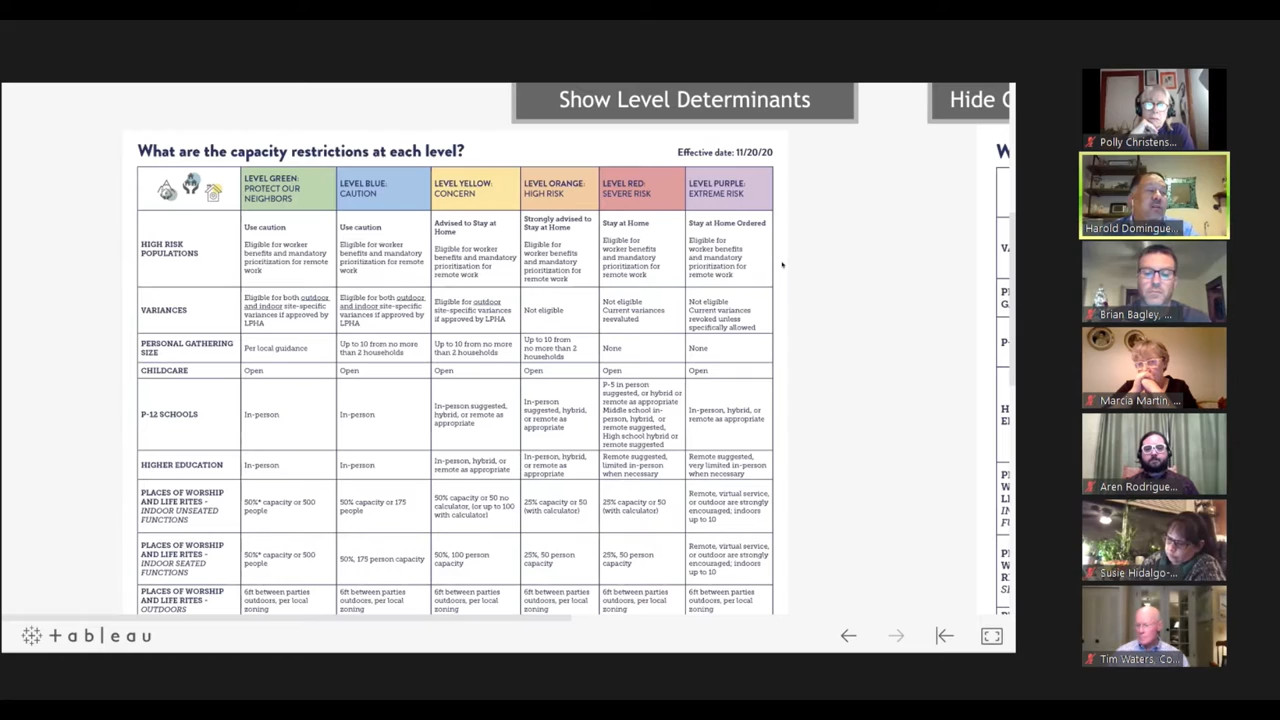 Show Level Determinants
Hide C
What are the capacity restrictions at each level?
Effective date: 11/20/20
LEVEL GREEN:
PROTECT OUR
NEIGHBORS
LEVEL BLUE:
CAUTION
LEVEL YELLOW:
CONCERN
LEVEL ORANGE:
HIGH RISK
LEVEL RED:
SEVERE RISK
LEVEL PURPLE:
EXTREME RISK
HIGH RISK
POPULATIONS
Use caution
Eligible for worker
benefits and mandatory
prioritization for remote
work
Use caution
Eligible for worker
benefits and mandatory
prioritization for remote
work
Advised to Stay at
Home
Eligible for worker
benefits and mandatory
prioritization for remote
work
Strongly advised to
Stay at Home
Eligible for
worker benefits
and mandatory
prioritization for
remote work
Stay at Home
Eligible for
worker benefits
and mandatory
prioritization for
remote work
Stay at Home Ordered
Eligible for
worker benefits
and mandatory
prioritization for
remote work
VARIANCES
Eligible for both outdoor
and indoor site-specific
variances if approved by
LPHA
Eligible for both outdoor
and indoor site-specific
variances if approved by
LPHA
Eligible for outdoor
site-specific variances
if approved by LPHA
Not eligible
Not eligible
Current variances
reevaluted
Not eligible
Current variances
revoked unless
specifically allowed
PERSONAL GATHERING
SIZE
Per local guidance
Up to 10 from no more
than 2 households
Up to 10 from no more
than 2 households
Up to 10 from
no more than 2
households
None
None
CHILDCARE
Open
Open
Open
Open
Open
Open
P-12 SCHOOLS
In-person
In-person
In-person suggested,
hybrid, or remote as
appropriate
In-person
suggested, hybrid,
or remote as
appropriate
P-5 in person
suggested, or hybrid or
remote as appropriate
Middle school in-
person, hybrid, or
remote suggested,
High school hybrid or
remote suggested
In-person, hybrid, or
remote as appropriate
HIGHER EDUCATION
In-person
In-person
In-person, hybrid, or
remote as appropriate
In-person, hybrid,
or remote as
appropriate
Remote suggested,
limited in-person
when necessary
Remote suggested,
very limited in-person
when necessary
PLACES OF WORSHIP
AND LIFE RITES -
INDOOR UNSEATED
FUNCTIONS
50%* capacity or 500
people
50% capacity or 175
people
50% capacity or 50 no
calculator, (or up to 100
with calculator)
25% capacity or 50
(with calculator)
25% capacity or 50
(with calculator)
Remote, virtual service,
or outdoor are strongly
encouraged; indoors
up to 10
PLACES OF WORSHIP
AND LIFE RITES -
INDOOR SEATED
FUNCTIONS
50%* capacity or 500
people
50%, 175 person capacity
50%, 100 person
capacity
25%, 50 person
capacity
25%, 50 person
capacity
Remote, virtual service,
or outdoor are strongly
encouraged; indoors
up to 10
PLACES OF WORSHIP
AND LIFE RITES -
OUTDOORS
6ft between parties
outdoors, per local
zoning
6ft between parties
outdoors, per local
zoning
6ft between parties
outdoors, per local
zoning
6ft between parties
outdoors, per local
zoning
6ft between parties
outdoors, per local
zoning
6ft between parties
outdoors, per local
zoning
+ableau
Polly Christens...
Harold Domingue...
Brian Bagley, ...
Marcia Martin, ...
Aren Rodrigue...
Susie Hidalgo-...
Tim Waters, Co...